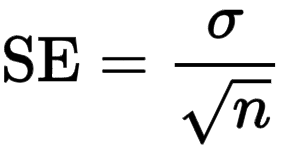 SE = σ / √n